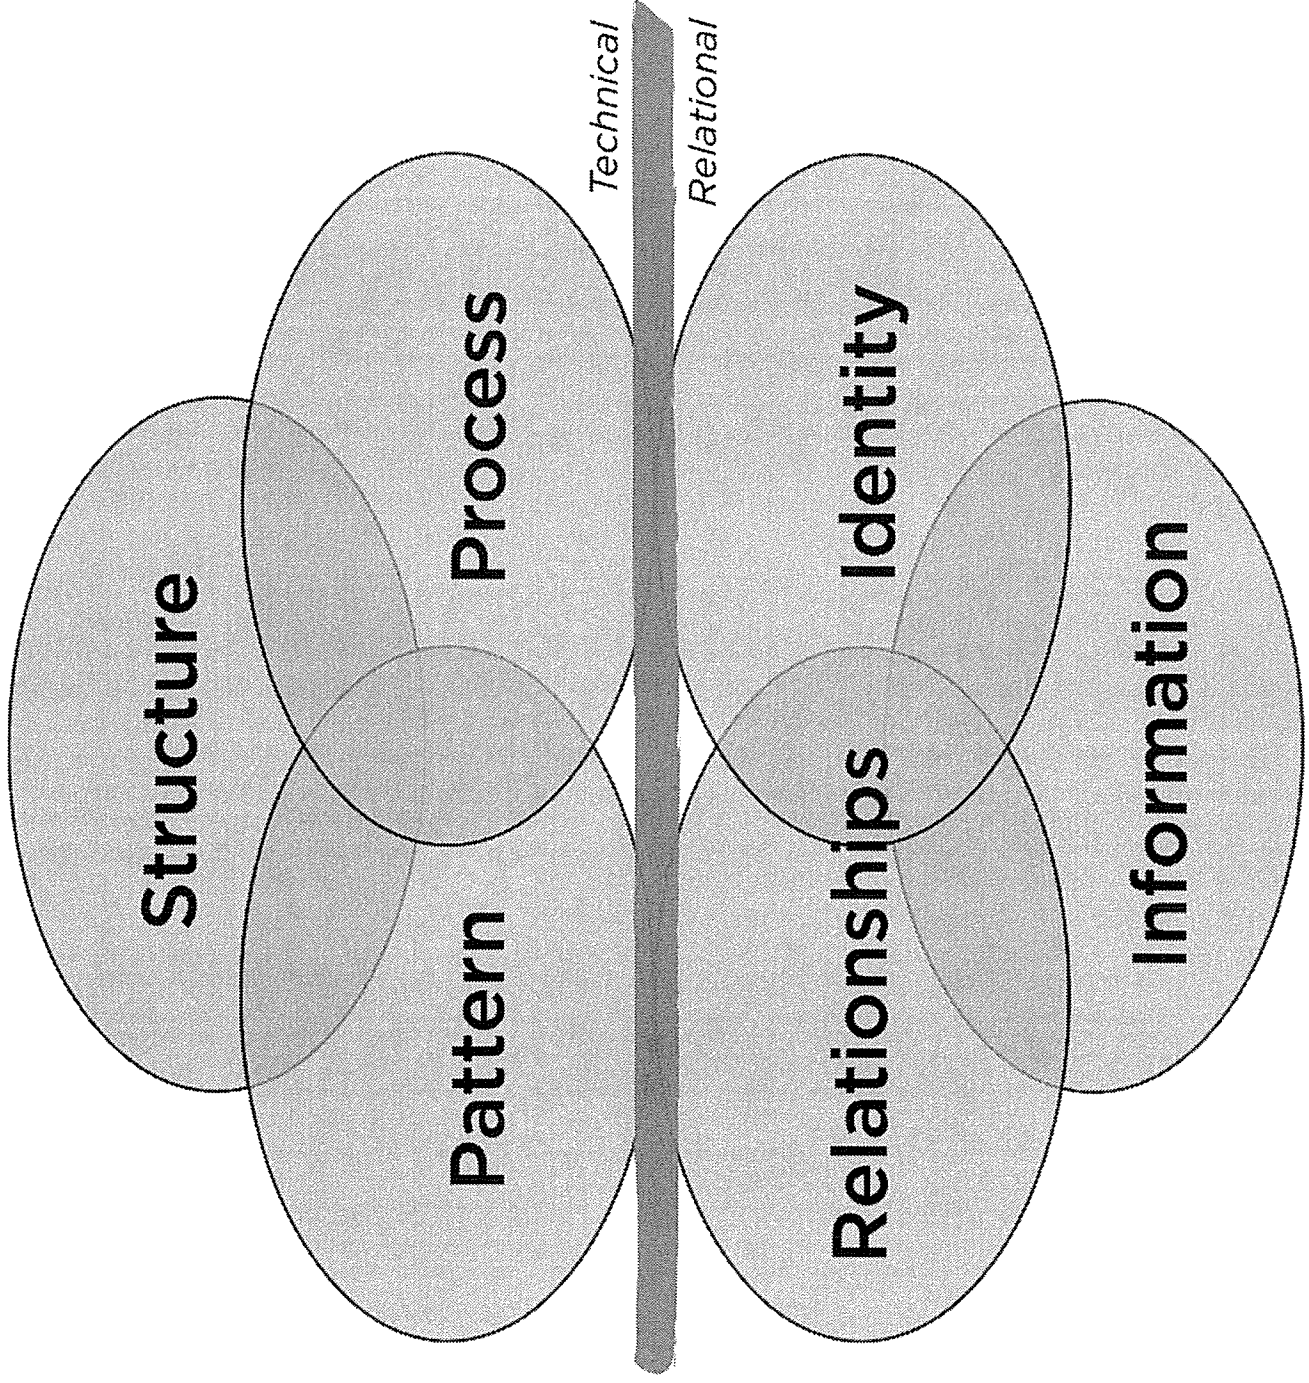 Structure
Pattern
Process
Technical
Relational
Relationships
Identity
Information